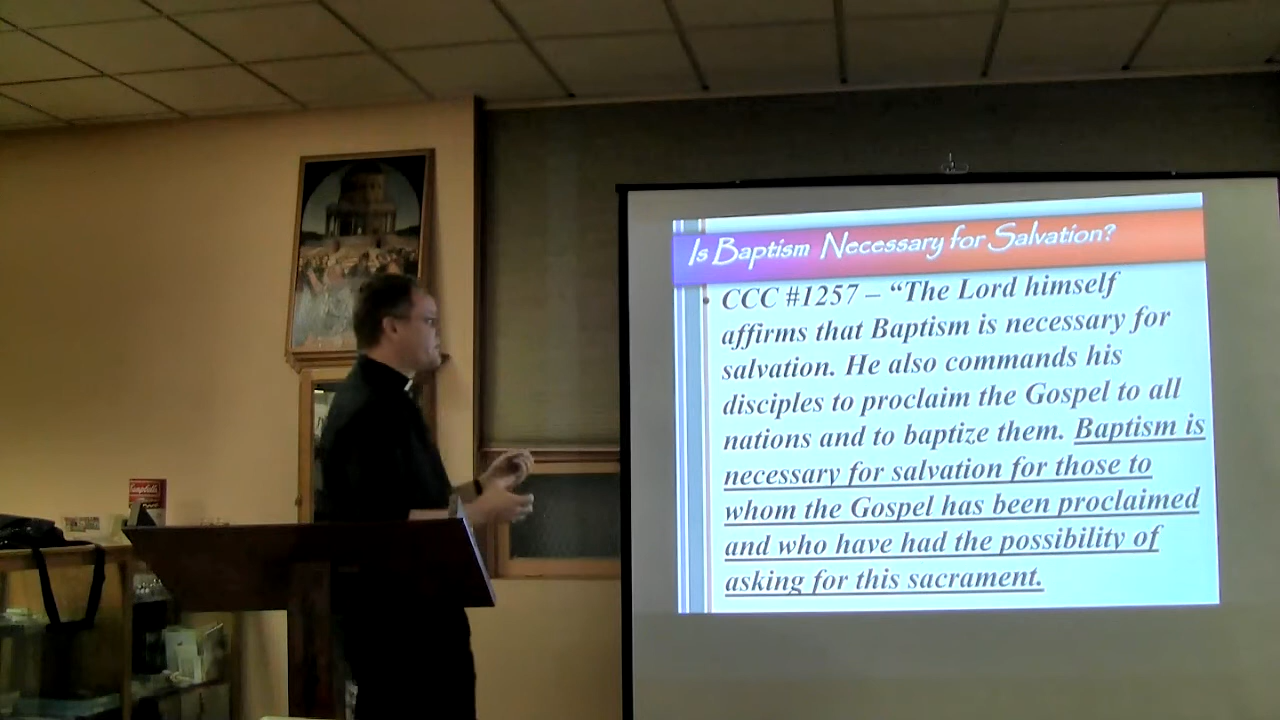 Is Baptism Necessary for Salvation?
• CCC #1257 – “The Lord himself
affirms that Baptism is necessary for
salvation. He also commands his
disciples to proclaim the Gospel to all
nations and to baptize them. Baptism is
necessary for salvation for those to
whom the Gospel has been proclaimed
and who have had the possibility of
asking for this sacrament.
Campbell's